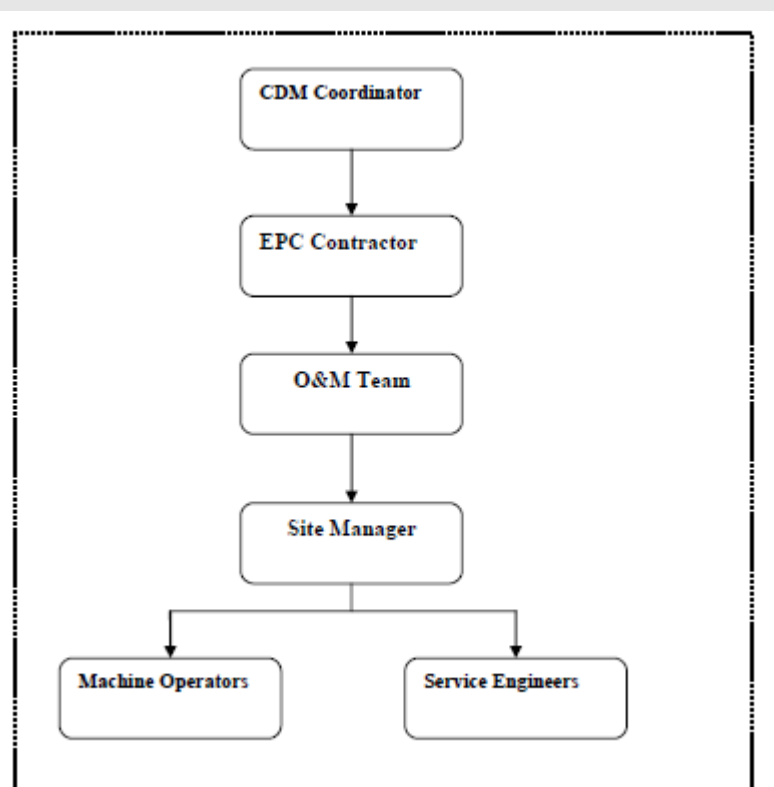 CDM Coordinator
EPC Contractor
O&M Team
Site Manager
Machine Operators
Service Engineers